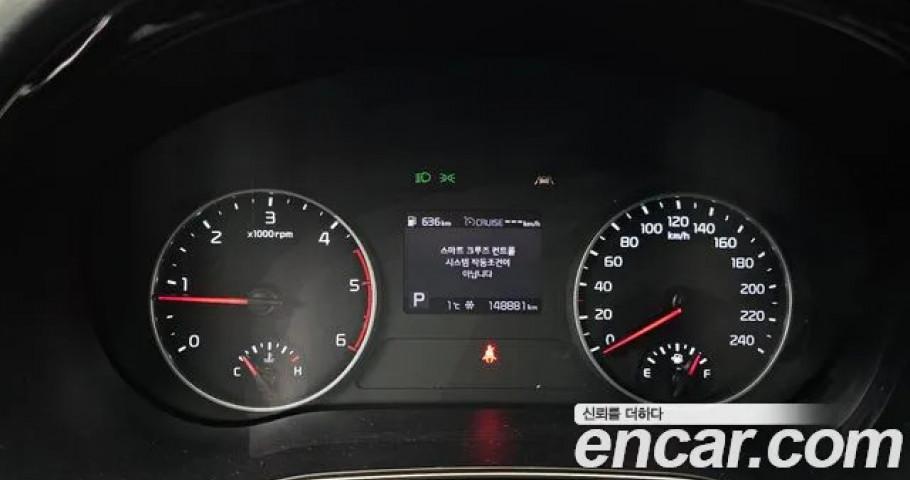 636km CRUISE ---km/h
스마트 크루즈 컨트롤
시스템 작동조건이
아닙니다
P 1℃ 148881km
0 1 2 3 4 5 6
x1000rpm
C H
0 20 40 60 80 100 120 140 160 180 200 240
km/h
E F
신뢰를 더하다
encar.com